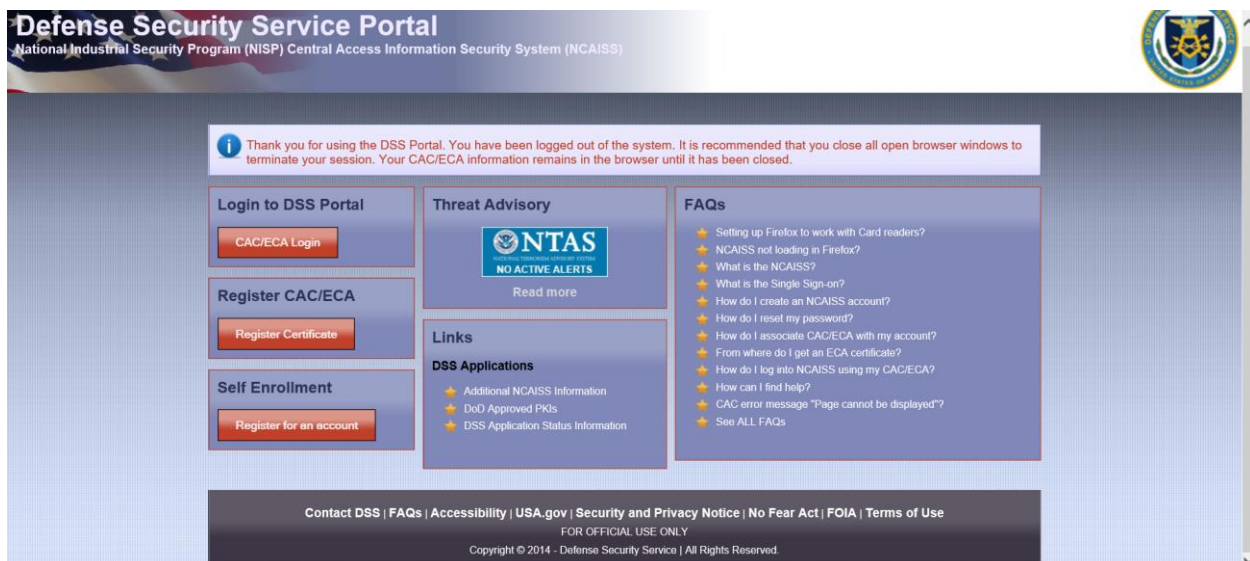 Defense Security Service Portal
National Industrial Security Program (NISP) Central Access Information Security System (NCAISS)
Thank you for using the DSS Portal. You have been logged out of the system. It is recommended that you close all open browser windows to
terminate your session. Your CAC/ECA information remains in the browser until it has been closed.
Login to DSS Portal
CAC/ECA Login
Register CAC/ECA
Register Certificate
Self Enrollment
Register for an account
Threat Advisory
NTAS
NATIONAL TERRORISM ADVISORY SYSTEM
NO ACTIVE ALERTS
Read more
Links
DSS Applications
Additional NCAISS Information
DoD Approved PKIs
DSS Application Status Information
FAQs
Setting up Firefox to work with Card readers?
NCAISS not loading in Firefox?
What is the NCAISS?
What is the Single Sign-on?
How do I create an NCAISS account?
How do I reset my password?
How do I associate CAC/ECA with my account?
From where do I get an ECA certificate?
How do I log into NCAISS using my CAC/ECA?
How can I find help?
CAC error message "Page cannot be displayed"?
See ALL FAQs
Contact DSS | FAQs | Accessibility | USA.gov | Security and Privacy Notice | No Fear Act | FOIA | Terms of Use
FOR OFFICIAL USE ONLY
Copyright © 2014 - Defense Security Service | All Rights Reserved.